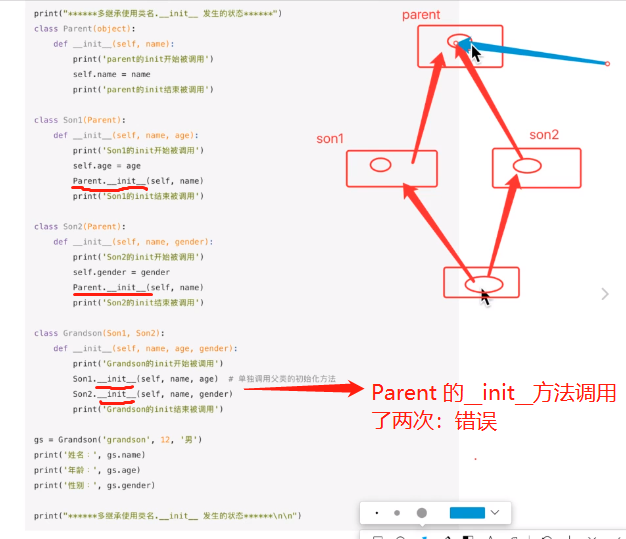 print("******多继承使用类名.__init__ 发生的状态******")
class Parent(object):
def __init__(self, name):
print('parent的init开始被调用')
self.name = name
print('parent的init结束被调用')
class Son1(Parent):
def __init__(self, name, age):
print('Son1的init开始被调用')
self.age = age
Parent.__init__(self, name)
print('Son1的init结束被调用')
class Son2(Parent):
def __init__(self, name, gender):
print('Son2的init开始被调用')
self.gender = gender
Parent.__init__(self, name)
print('Son2的init结束被调用')
class Grandson(Son1, Son2):
def __init__(self, name, age, gender):
print('Grandson的init开始被调用')
Son1.__init__(self, name, age)  # 单独调用父类的初始化方法
Son2.__init__(self, name, gender)
print('Grandson的init结束被调用')
gs = Grandson('grandson', 12, '男')
print('姓名：', gs.name)
print('年龄：', gs.age)
print('性别：', gs.gender)
print("******多继承使用类名.__init__ 发生的状态******\n\n")
parent
son1
son2
Parent 的__init__方法调用
了两次：错误